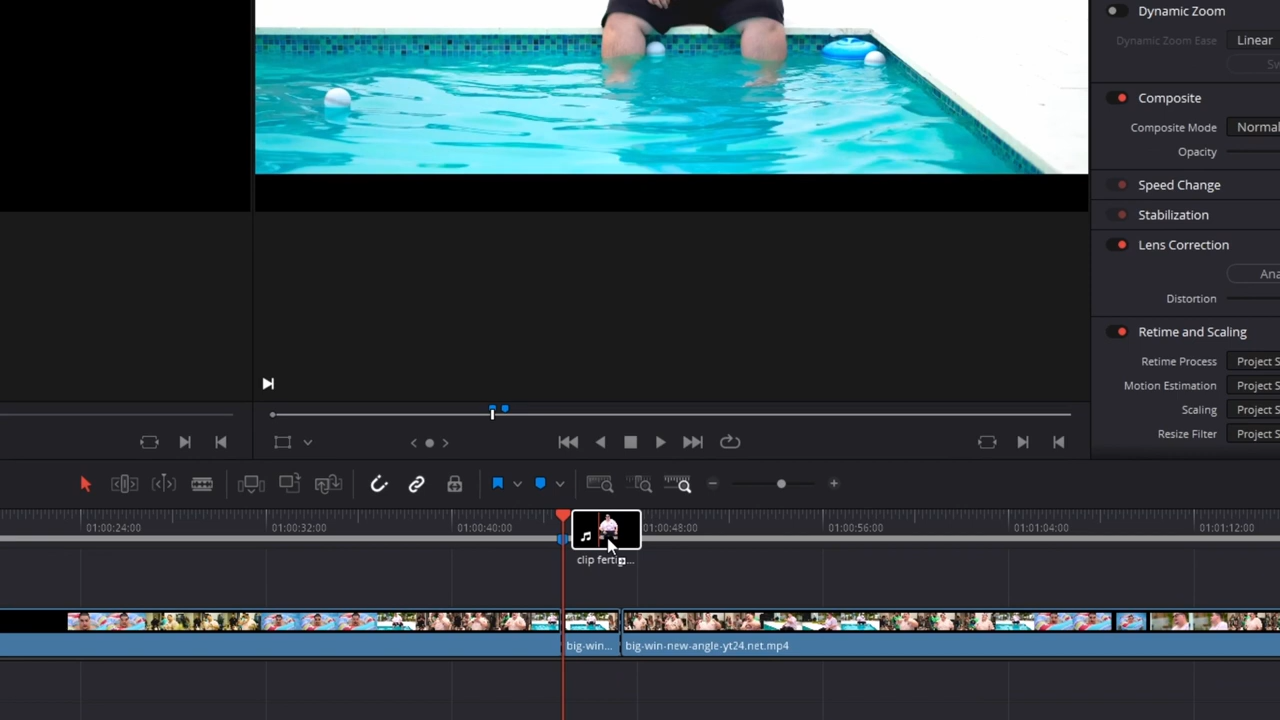 Dynamic Zoom
Dynamic Zoom Ease
Linear
Sw
Composite
Composite Mode
Normal
Opacity
Speed Change
Stabilization
Lens Correction
Ana
Distortion
Retime and Scaling
Retime Process
Project S
Motion Estimation
Project S
Scaling
Project S
Resize Filter
Project S
01:00:24:00
01:00:32:00
01:00:40:00
01:00:48:00
01:00:56:00
01:01:04:00
01:01:12:00
clip fertig...
big-win...
big-win-new-angle-yt24.net.mp4